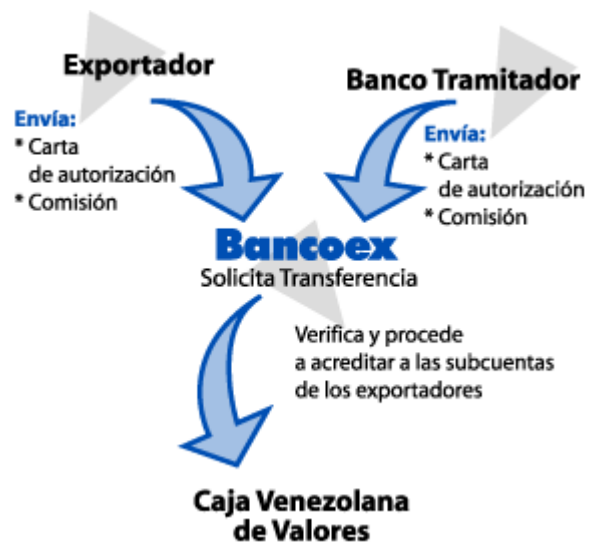 Exportador
Envía:
* Carta
de autorización
* Comisión
Banco Tramitador
Envía:
* Carta
de autorización
* Comisión
Bancoex
Solicita Transferencia
Verifica y procede
a acreditar a las subcuentas
de los exportadores
Caja Venezolana
de Valores